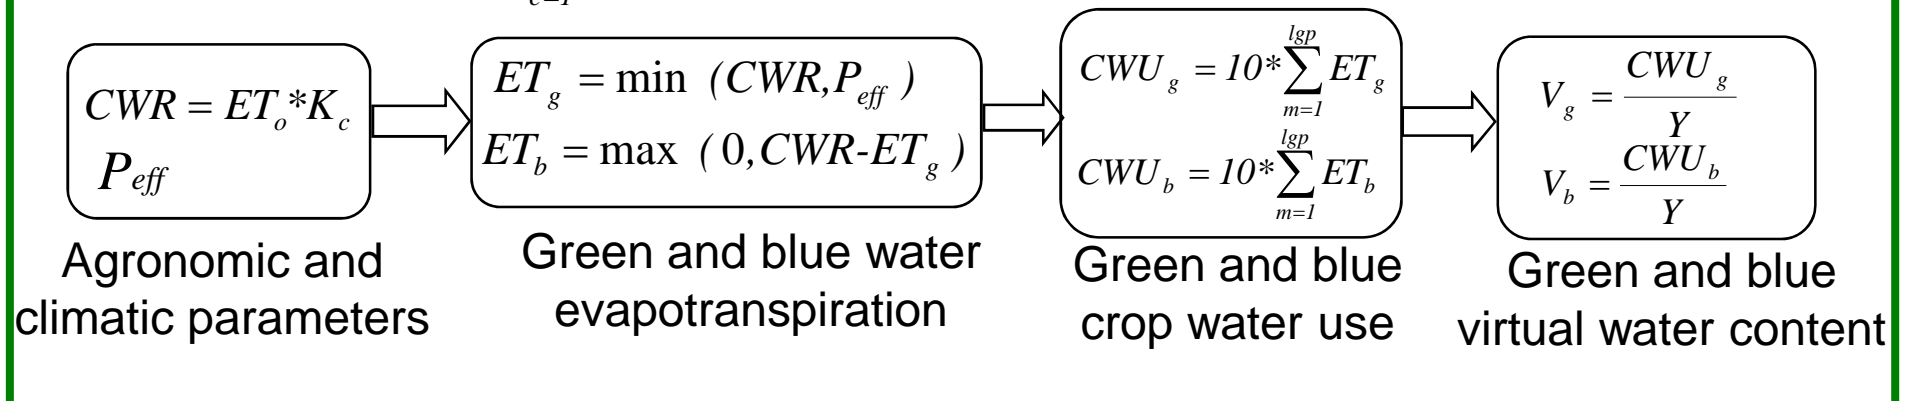 c=1
CWR = ET_o*K_c
P_eff
ET_g = min (CWR,P_eff )
ET_b = max (0,CWR-ET_g )
CWU_g = 10*∑_{m=1}^{lgp} ET_g
CWU_b = 10*∑_{m=1}^{lgp} ET_b
V_g = CWU_g / Y
V_b = CWU_b / Y
Agronomic and
climatic parameters
Green and blue water
evapotranspiration
Green and blue
crop water use
Green and blue
virtual water content